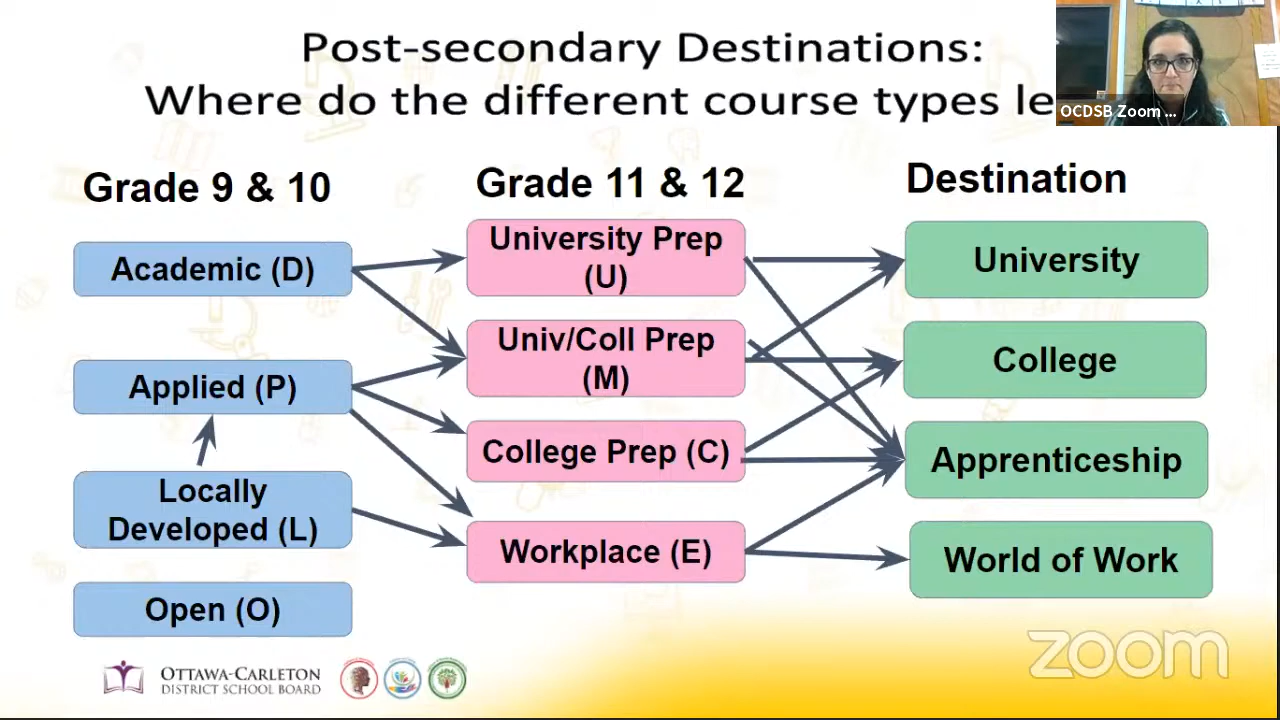 Post-secondary Destinations:
Where do the different course types le
OCDSB Zoom ...
Grade 9 & 10
Grade 11 & 12
Destination
Academic (D)
University Prep
(U)
University
Applied (P)
Univ/Coll Prep
(M)
College
Locally
Developed (L)
College Prep (C)
Apprenticeship
Open (O)
Workplace (E)
World of Work
OTTAWA-CARLETON
DISTRICT SCHOOL BOARD
zoom